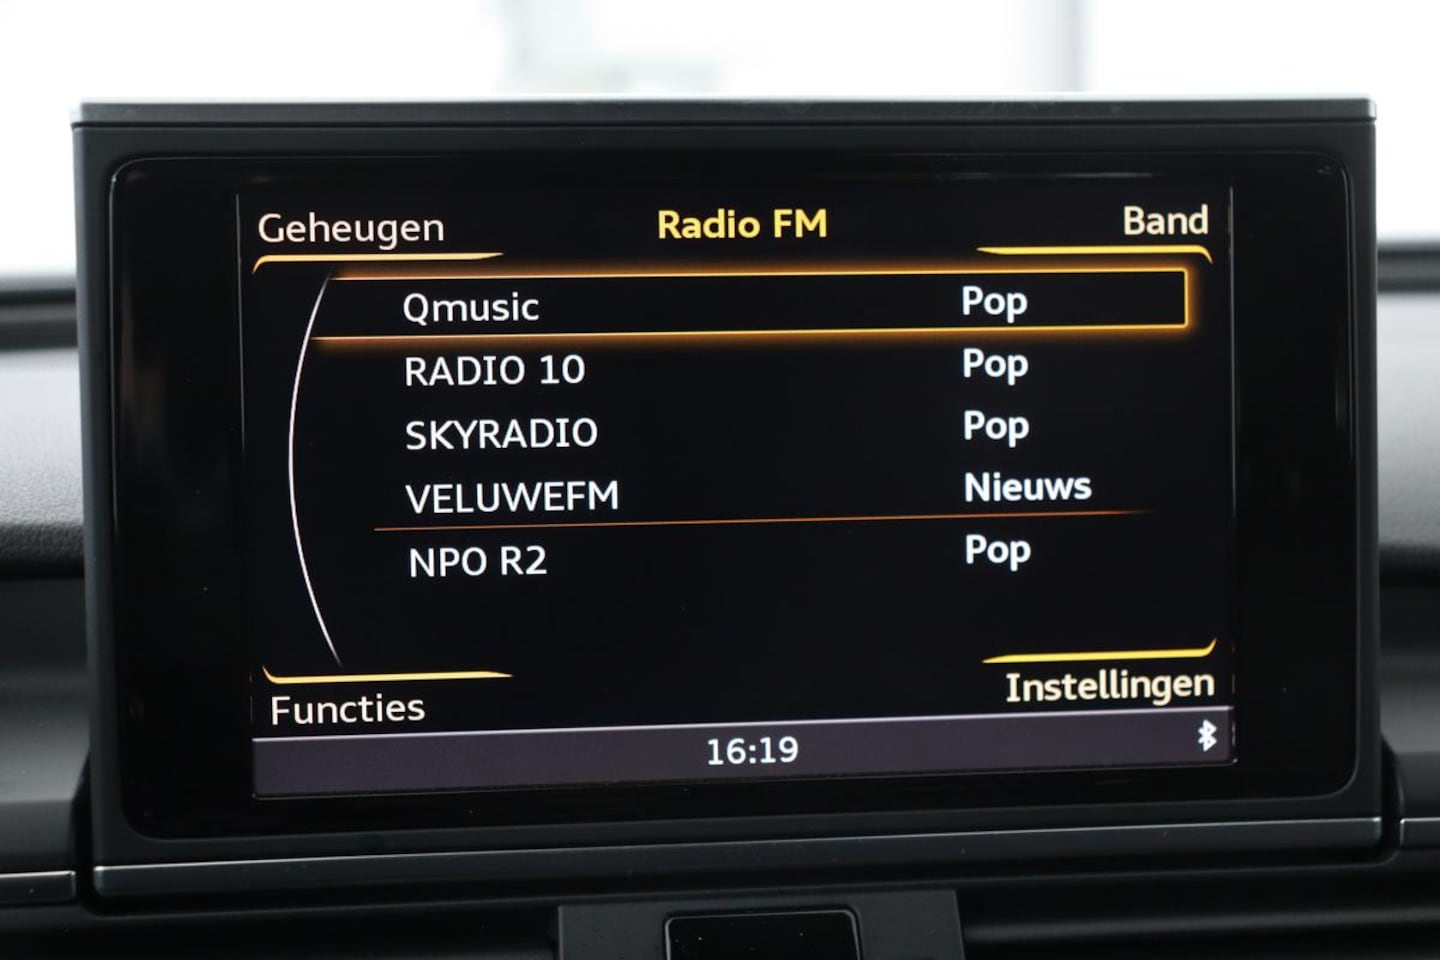 Geheugen Radio FM Band
Qmusic Pop
RADIO 10 Pop
SKYRADIO Pop
VELUWEFM Nieuws
NPO R2 Pop
Functies Instellingen
16:19